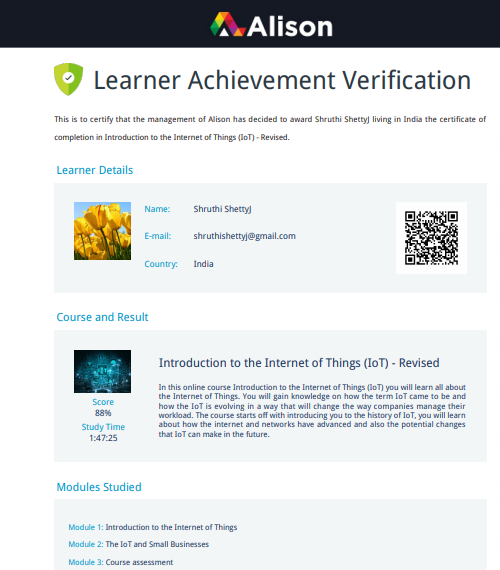 Alison
Learner Achievement Verification
This is to certify that the management of Alison has decided to award Shruthi ShettyJ living in India the certificate of
completion in Introduction to the Internet of Things (IoT) - Revised.
Learner Details
Name: Shruthi ShettyJ
E-mail: shruthishettyj@gmail.com
Country: India
Course and Result
Introduction to the Internet of Things (IoT) - Revised
In this online course Introduction to the Internet of Things (IoT) you will learn all about
the Internet of Things. You will gain knowledge on how the term IoT came to be and
how the IoT is evolving in a way that will change the way companies manage their
workload. The course starts off with introducing you to the history of IoT, you will learn
about how the internet and networks have advanced and also the potential changes
that IoT can make in the future.
Score
88%
Study Time
1:47:25
Modules Studied
Module 1: Introduction to the Internet of Things
Module 2: The IoT and Small Businesses
Module 3: Course assessment